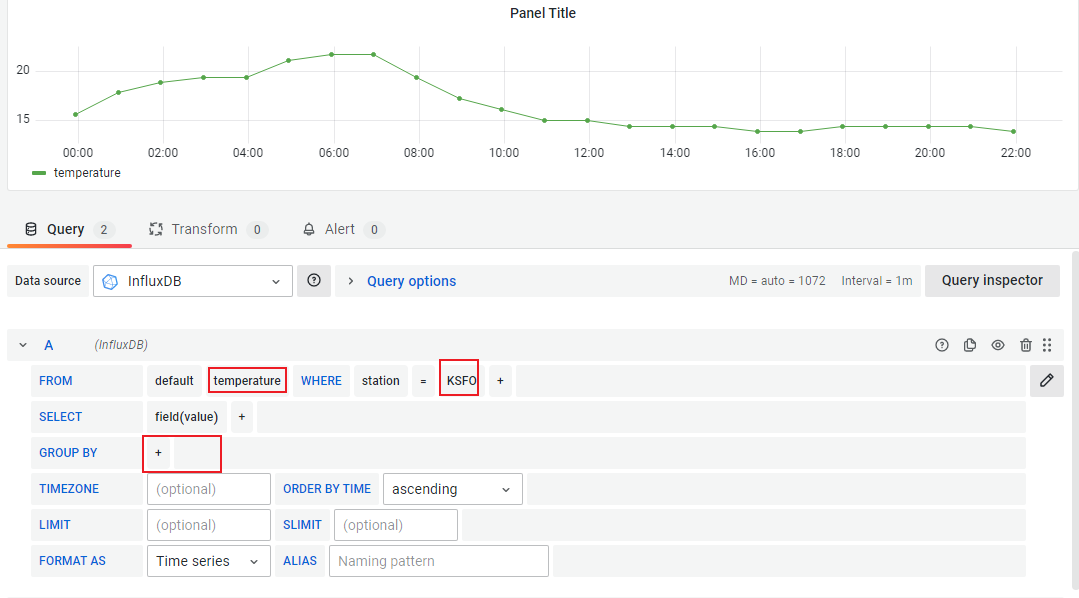 Panel Title
20
15
00:00 02:00 04:00 06:00 08:00 10:00 12:00 14:00 16:00 18:00 20:00 22:00
temperature
Query 2 Transform 0 Alert 0
Data source InfluxDB Query options MD = auto = 1072 Interval = 1m Query inspector
A (InfluxDB)
FROM default temperature WHERE station = KSFO +
SELECT field(value) +
GROUP BY +
TIMEZONE (optional) ORDER BY TIME ascending
LIMIT (optional) SLIMIT (optional)
FORMAT AS Time series ALIAS Naming pattern